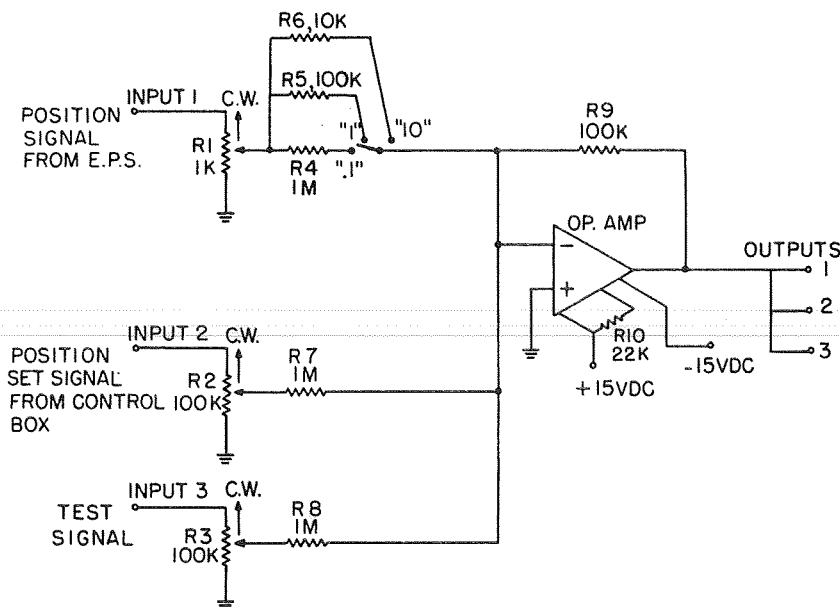 R6,10K
R5,100K
INPUT 1
C.W.
POSITION
SIGNAL
FROM E.P.S.
R1
1K
"1"
"10"
R4
1M
".1"
R9
100K
OP. AMP
−
+
OUTPUTS
1
2
3
R10
22K
-15VDC
+15VDC
INPUT 2
C.W.
POSITION
SET SIGNAL
FROM CONTROL
BOX
R2
100K
R7
1M
INPUT 3
C.W.
TEST
SIGNAL
R3
100K
R8
1M